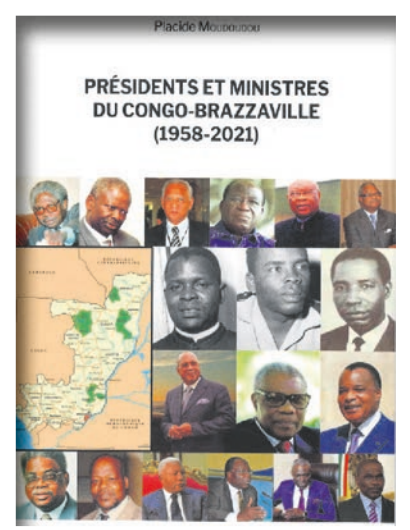 Placide Moudoudou
PRÉSIDENTS ET MINISTRES
DU CONGO-BRAZZAVILLE
(1958-2021)